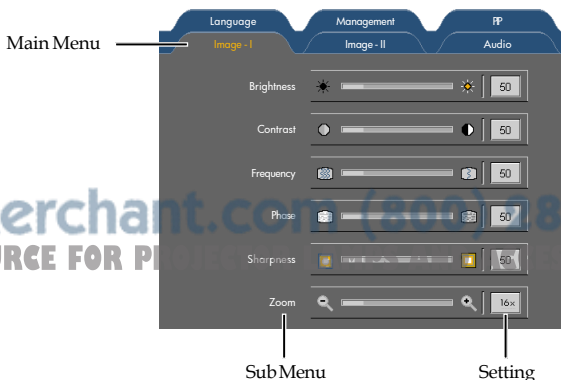 Language Management PIP
Main Menu Image - I Image - II Audio
Brightness 50
Contrast 50
Frequency 50
erchant.com (800) 28
Phase 50
RCE FOR
Sharpness 50
Zoom 16x
Sub Menu Setting